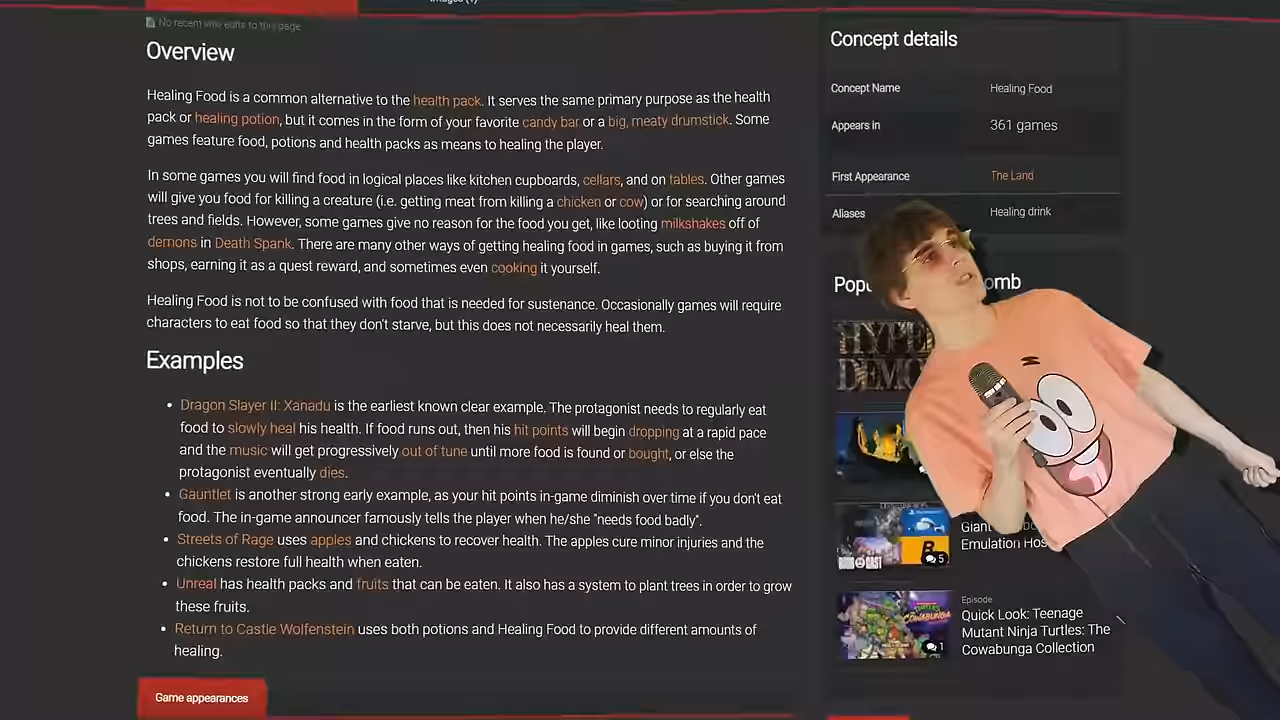 No recent wiki edits to this page
Overview
Healing Food is a common alternative to the health pack. It serves the same primary purpose as the health
pack or healing potion, but it comes in the form of your favorite candy bar or a big, meaty drumstick. Some
games feature food, potions and health packs as means to healing the player.
In some games you will find food in logical places like kitchen cupboards, cellars, and on tables. Other games
will give you food for killing a creature (i.e. getting meat from killing a chicken or cow) or for searching around
trees and fields. However, some games give no reason for the food you get, like looting milkshakes off of
demons in Death Spank. There are many other ways of getting healing food in games, such as buying it from
shops, earning it as a quest reward, and sometimes even cooking it yourself.
Healing Food is not to be confused with food that is needed for sustenance. Occasionally games will require
characters to eat food so that they don't starve, but this does not necessarily heal them.
Examples
Dragon Slayer II: Xanadu is the earliest known clear example. The protagonist needs to regularly eat
food to slowly heal his health. If food runs out, then his hit points will begin dropping at a rapid pace
and the music will get progressively out of tune until more food is found or bought, or else the
protagonist eventually dies.
Gauntlet is another strong early example, as your hit points in-game diminish over time if you don't eat
food. The in-game announcer famously tells the player when he/she "needs food badly".
Streets of Rage uses apples and chickens to recover health. The apples cure minor injuries and the
chickens restore full health when eaten.
Unreal has health packs and fruits that can be eaten. It also has a system to plant trees in order to grow
these fruits.
Return to Castle Wolfenstein uses both potions and Healing Food to provide different amounts of
healing.
Game appearances
Concept details
Concept Name Healing Food
Appears in 361 games
First Appearance The Land
Aliases Healing drink
HYPER
DEMO
5
Giant
Emulation Hos
Episode
Quick Look: Teenage
Mutant Ninja Turtles: The
Cowabunga Collection
1